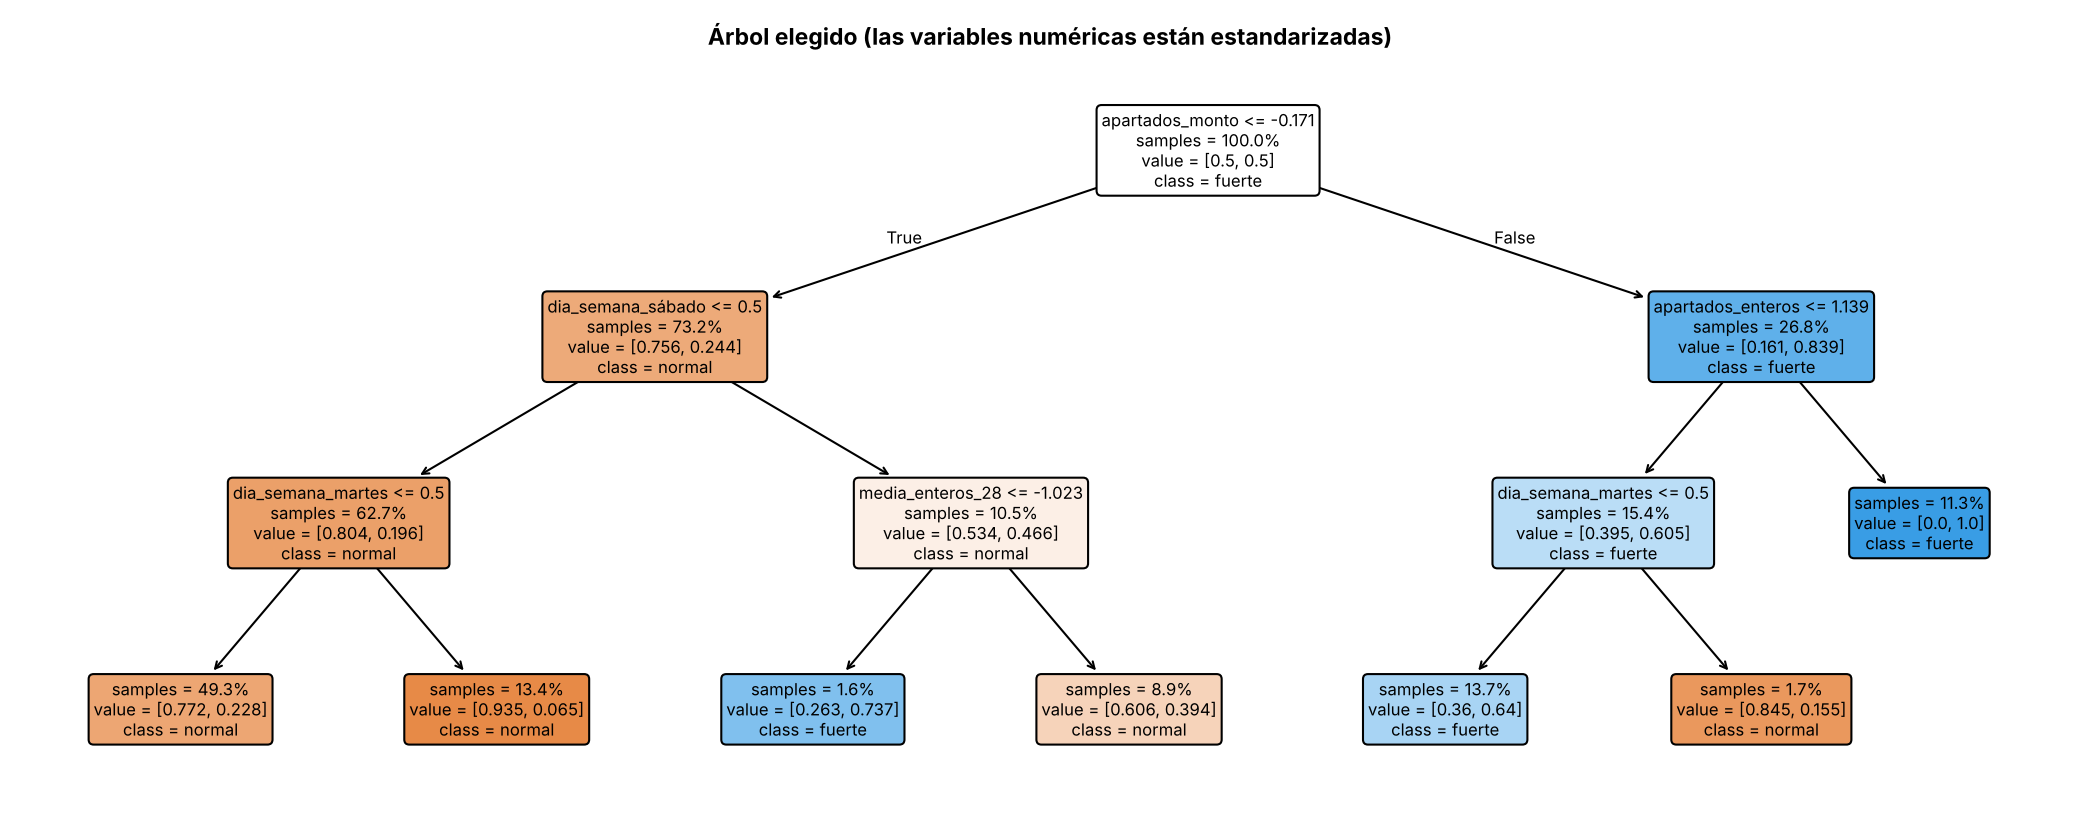 Árbol elegido (las variables numéricas están estandarizadas)
apartados_monto <= -0.171
samples = 100.0%
value = [0.5, 0.5]
class = fuerte
True
False
dia_semana_sábado <= 0.5
samples = 73.2%
value = [0.756, 0.244]
class = normal
apartados_enteros <= 1.139
samples = 26.8%
value = [0.161, 0.839]
class = fuerte
dia_semana_martes <= 0.5
samples = 62.7%
value = [0.804, 0.196]
class = normal
media_enteros_28 <= -1.023
samples = 10.5%
value = [0.534, 0.466]
class = normal
dia_semana_martes <= 0.5
samples = 15.4%
value = [0.395, 0.605]
class = fuerte
samples = 11.3%
value = [0.0, 1.0]
class = fuerte
samples = 49.3%
value = [0.772, 0.228]
class = normal
samples = 13.4%
value = [0.935, 0.065]
class = normal
samples = 1.6%
value = [0.263, 0.737]
class = fuerte
samples = 8.9%
value = [0.606, 0.394]
class = normal
samples = 13.7%
value = [0.36, 0.64]
class = fuerte
samples = 1.7%
value = [0.845, 0.155]
class = normal